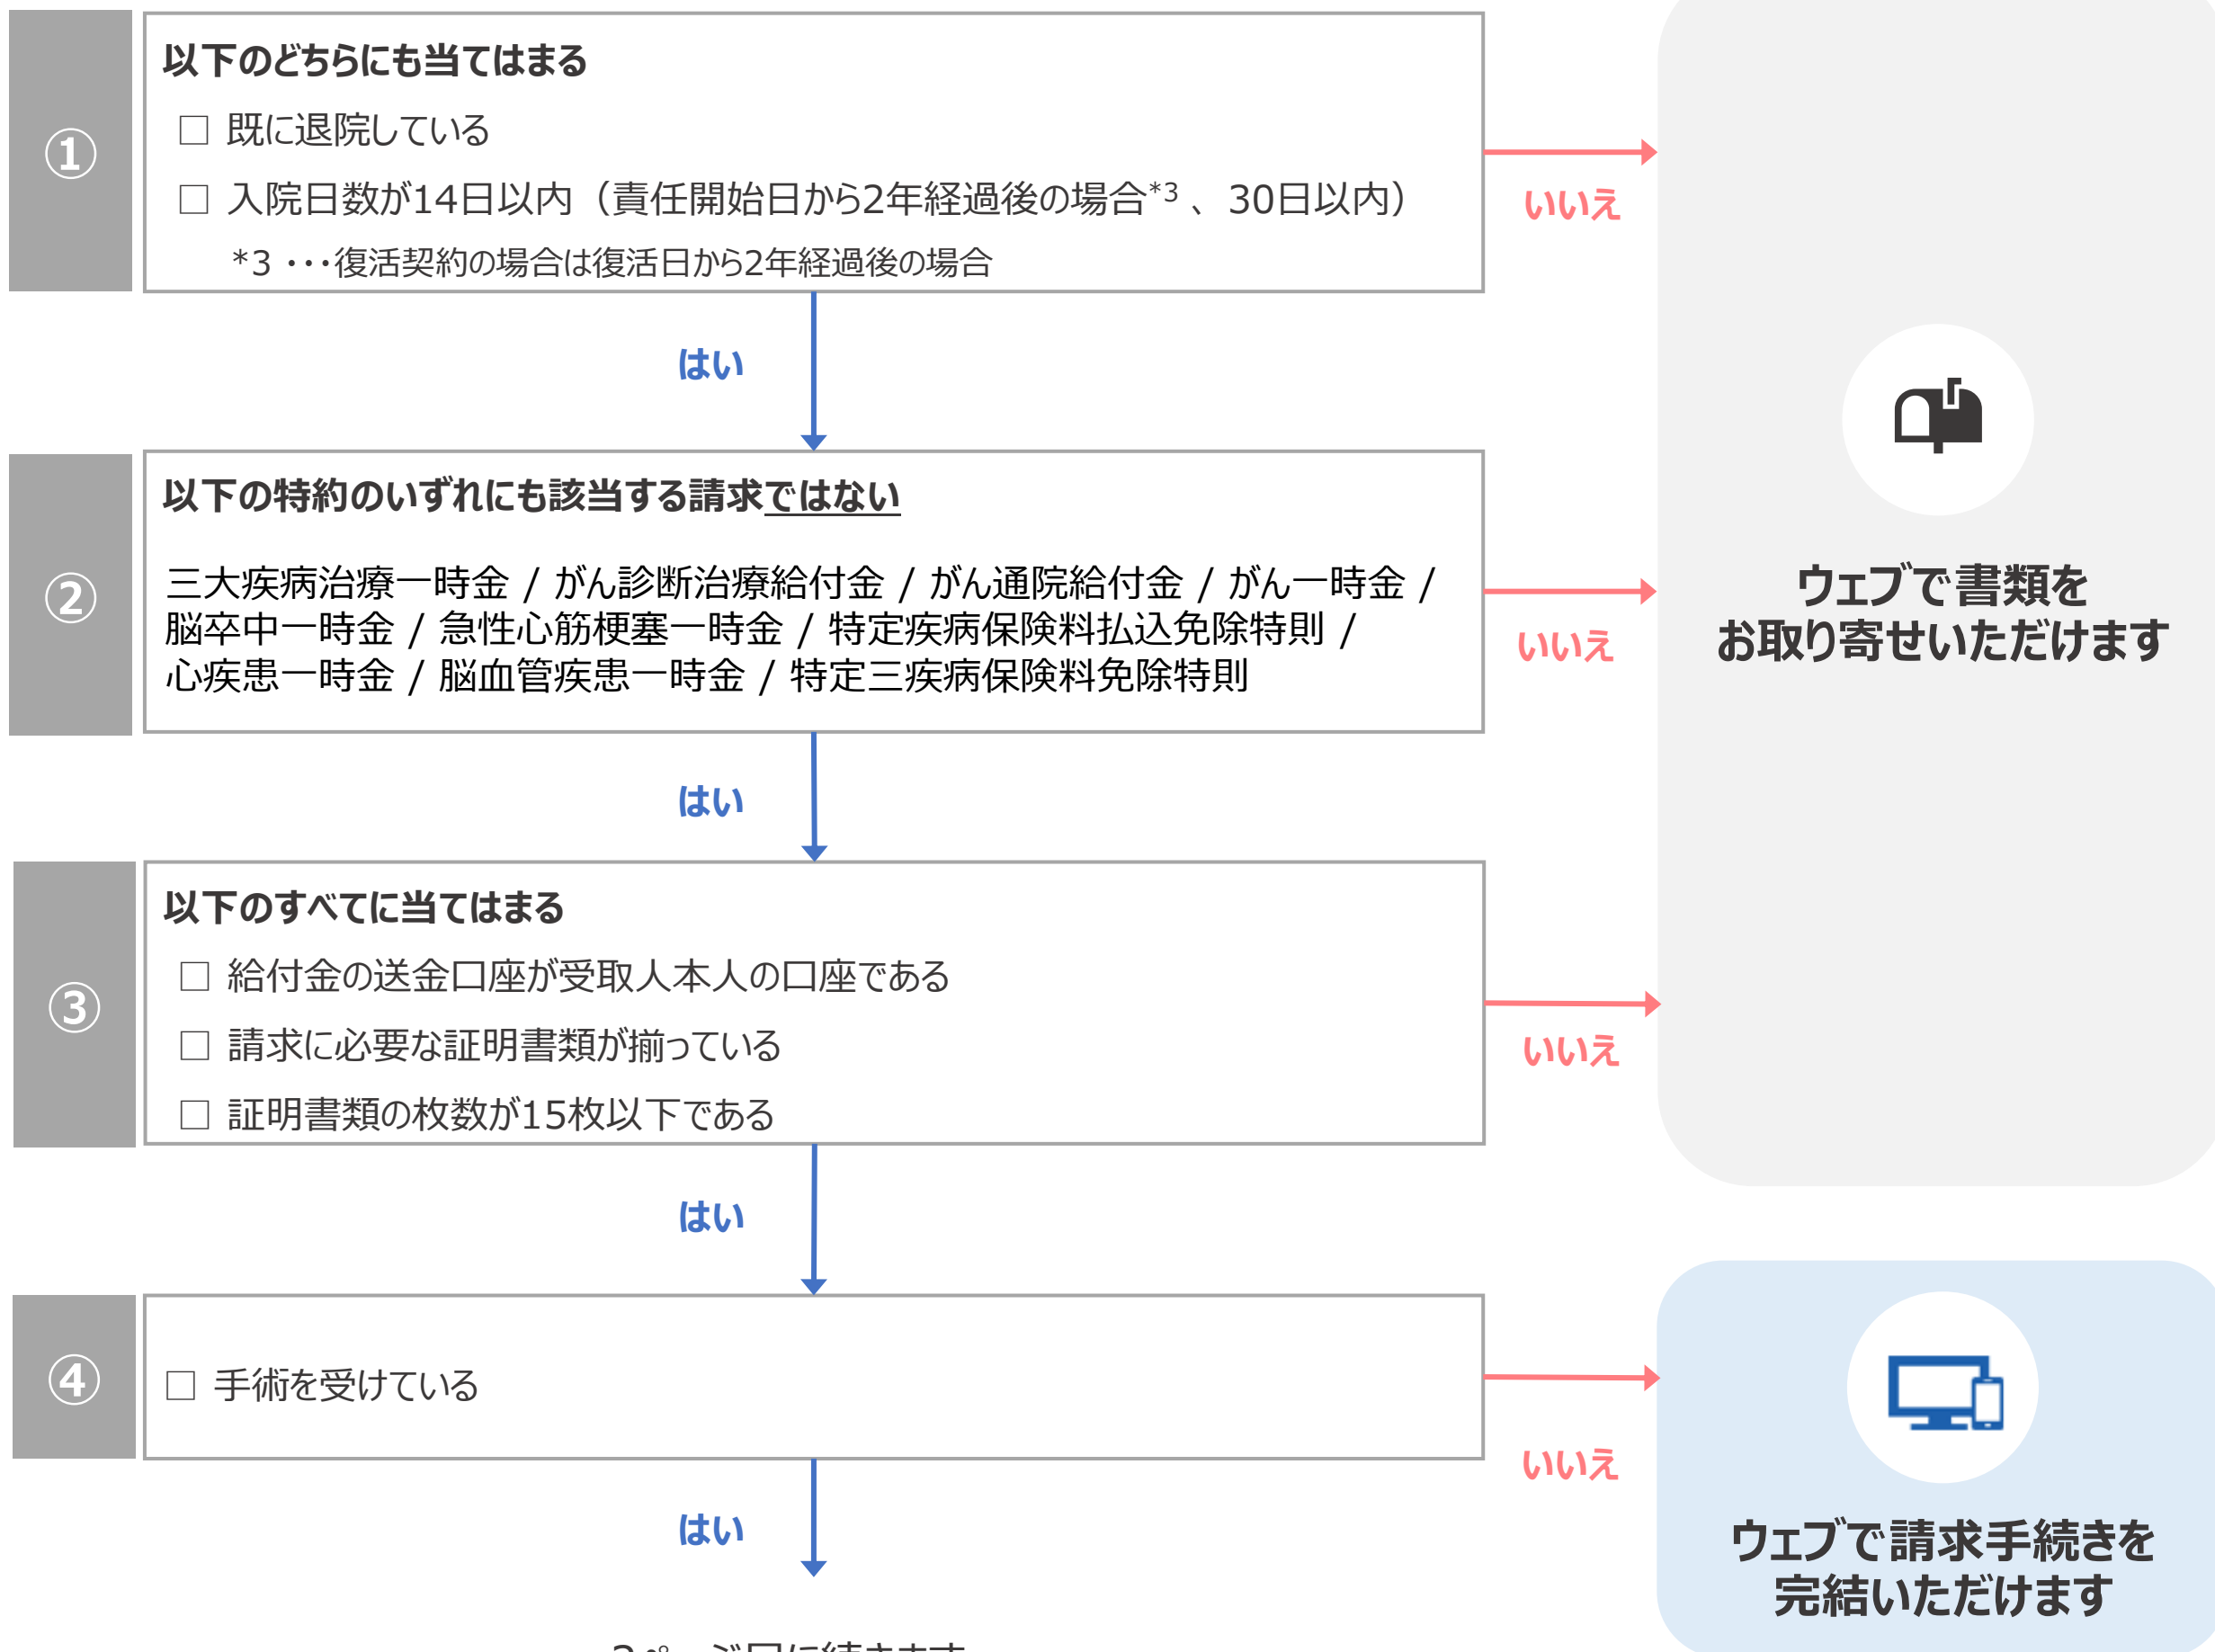 ①
以下のどちらにも当てはまる
□ 既に退院している
□ 入院日数が14日以内（責任開始日から2年経過後の場合*3 、30日以内）
*3 ・・・復活契約の場合は復活日から2年経過後の場合
いいえ
はい
②
以下の特約のいずれにも該当する請求ではない
三大疾病治療一時金 / がん診断治療給付金 / がん通院給付金 / がん一時金 /
脳卒中一時金 / 急性心筋梗塞一時金 / 特定疾病保険料払込免除特則 /
心疾患一時金 / 脳血管疾患一時金 / 特定三疾病保険料免除特則
いいえ
ウェブで書類を
お取り寄せいただけます
はい
③
以下のすべてに当てはまる
□ 給付金の送金口座が受取人本人の口座である
□ 請求に必要な証明書類が揃っている
□ 証明書類の枚数が15枚以下である
いいえ
はい
④
□ 手術を受けている
いいえ
ウェブで請求手続きを
完結いただけます
はい
2ページ目に続きます